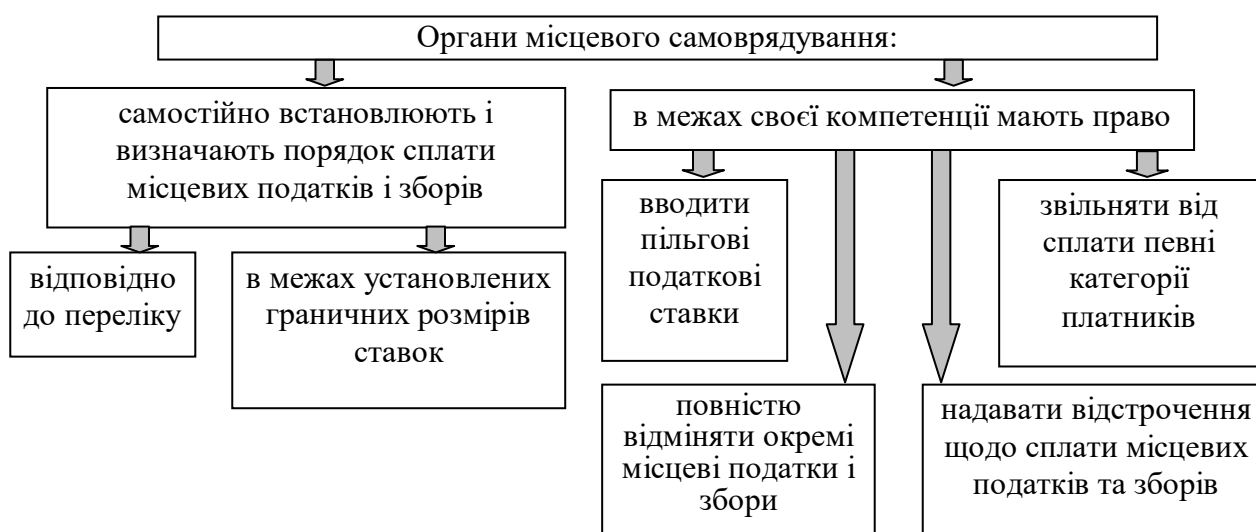 Органи місцевого самоврядування:
самостійно встановлюють і
визначають порядок сплати
місцевих податків і зборів
в межах своєї компетенції мають право
відповідно
до переліку
в межах установлених
граничних розмірів
ставок
вводити
пільгові
податкові
ставки
звільняти від
сплати певні
категорії
платників
повністю
відміняти окремі
місцеві податки і
збори
надавати відстрочення
щодо сплати місцевих
податків та зборів